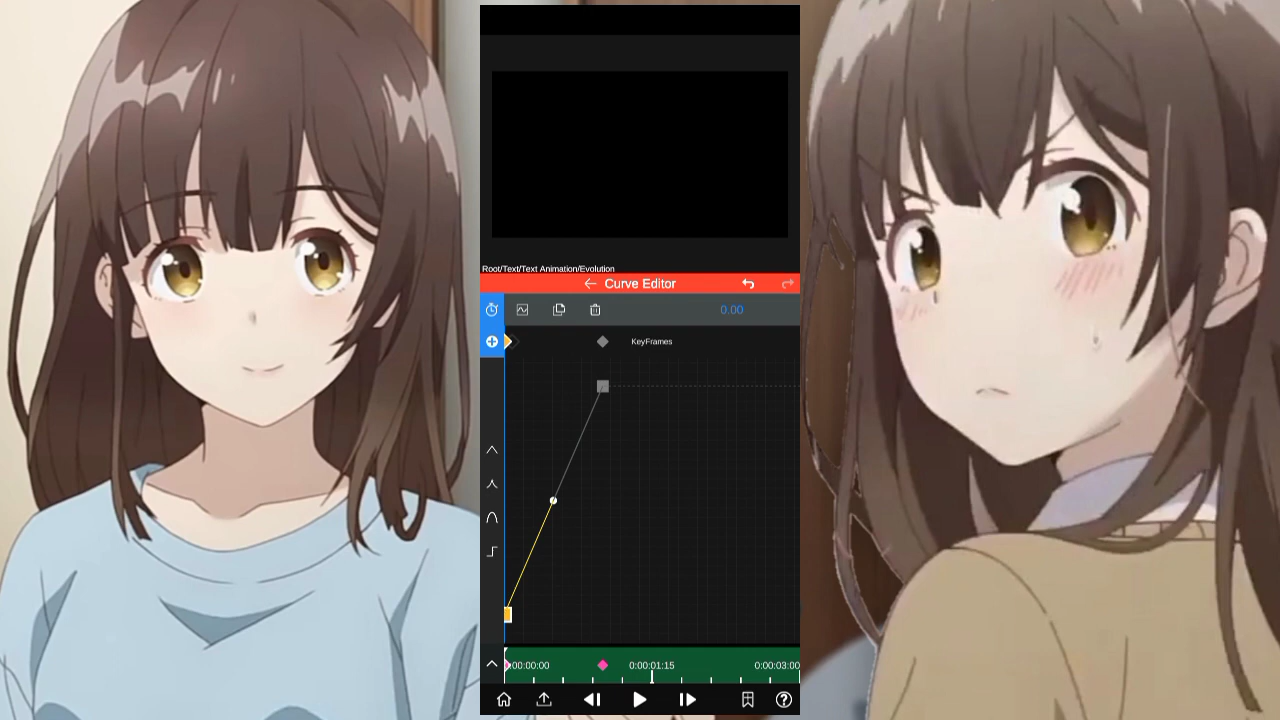 Root/Text/Text Animation/Evolution
Curve Editor
0.00
KeyFrames
00:00:00
0:00:01:15
0:00:03:00